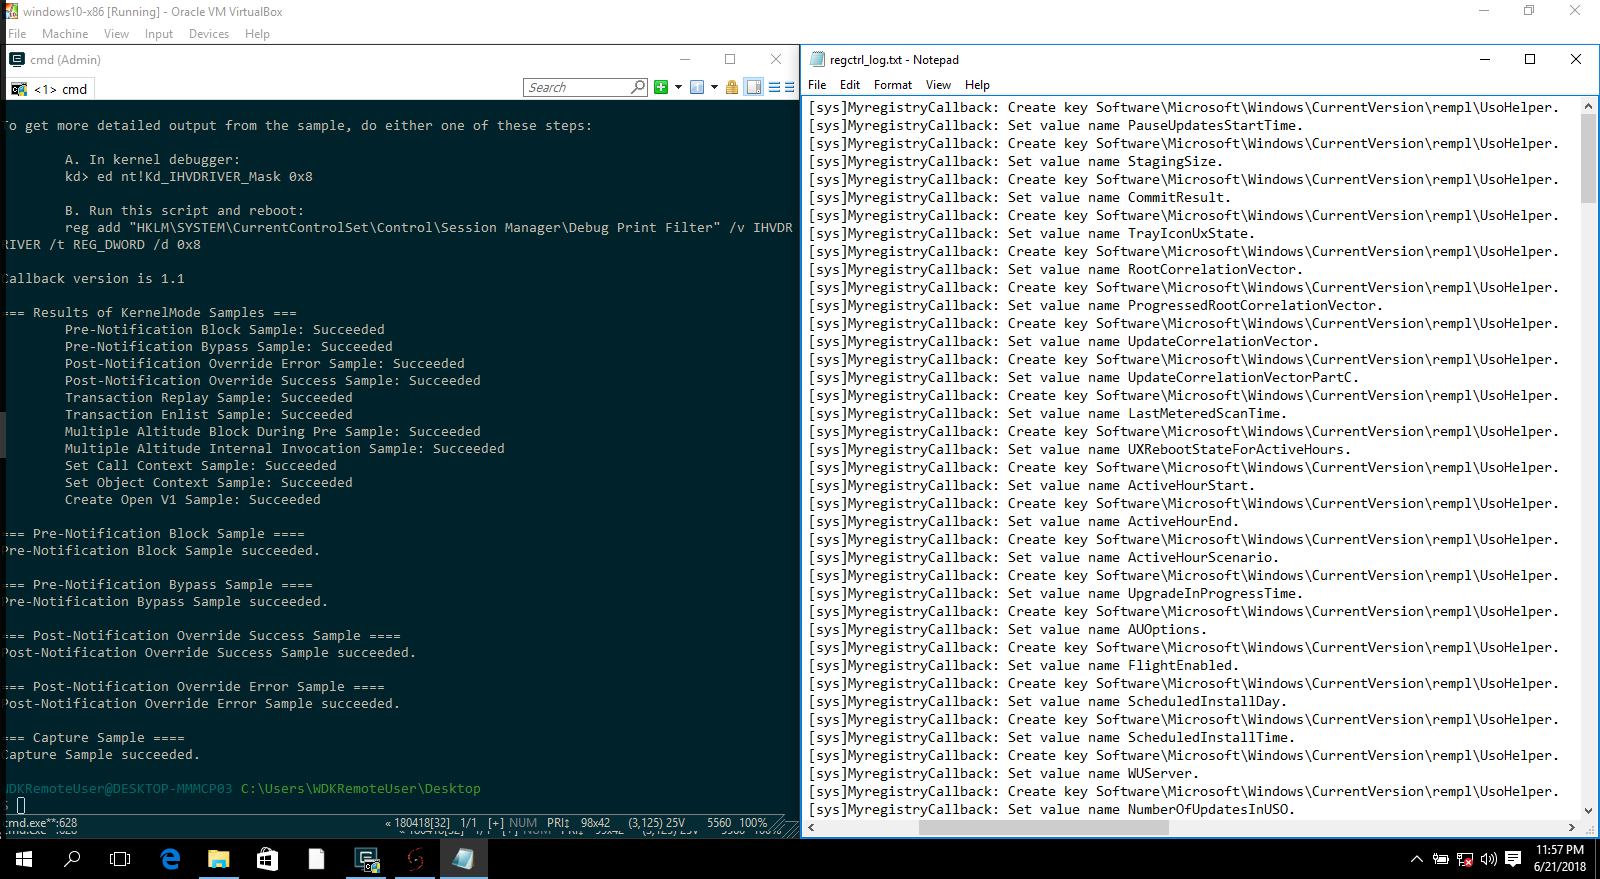 windows10-x86 [Running] - Oracle VM VirtualBox
File Machine View Input Devices Help
cmd (Admin)
<1> cmd
Search
To get more detailed output from the sample, do either one of these steps:
A. In kernel debugger:
kd> ed nt!Kd_IHVDRIVER_Mask 0x8
B. Run this script and reboot:
reg add "HKLM\SYSTEM\CurrentControlSet\Control\Session Manager\Debug Print Filter" /v IHVDR
RIVER /t REG_DWORD /d 0x8
Callback version is 1.1
=== Results of KernelMode Samples ===
Pre-Notification Block Sample: Succeeded
Pre-Notification Bypass Sample: Succeeded
Post-Notification Override Error Sample: Succeeded
Post-Notification Override Success Sample: Succeeded
Transaction Replay Sample: Succeeded
Transaction Enlist Sample: Succeeded
Multiple Altitude Block During Pre Sample: Succeeded
Multiple Altitude Internal Invocation Sample: Succeeded
Set Call Context Sample: Succeeded
Set Object Context Sample: Succeeded
Create Open V1 Sample: Succeeded
=== Pre-Notification Block Sample ====
Pre-Notification Block Sample succeeded.
=== Pre-Notification Bypass Sample ====
Pre-Notification Bypass Sample succeeded.
=== Post-Notification Override Success Sample ====
Post-Notification Override Success Sample succeeded.
=== Post-Notification Override Error Sample ====
Post-Notification Override Error Sample succeeded.
=== Capture Sample ====
Capture Sample succeeded.
WDKRemoteUser@DESKTOP-MMMCP03 C:\Users\WDKRemoteUser\Desktop
$
cmd.exe**:628 « 180418[32] 1/1 [+] NUM PRI↕ 98x42 (3,125) 25V 5560 100%
regctrl_log.txt - Notepad
File Edit Format View Help
[sys]MyregistryCallback: Create key Software\Microsoft\Windows\CurrentVersion\rempl\UsoHelper.
[sys]MyregistryCallback: Set value name PauseUpdatesStartTime.
[sys]MyregistryCallback: Create key Software\Microsoft\Windows\CurrentVersion\rempl\UsoHelper.
[sys]MyregistryCallback: Set value name StagingSize.
[sys]MyregistryCallback: Create key Software\Microsoft\Windows\CurrentVersion\rempl\UsoHelper.
[sys]MyregistryCallback: Set value name CommitResult.
[sys]MyregistryCallback: Create key Software\Microsoft\Windows\CurrentVersion\rempl\UsoHelper.
[sys]MyregistryCallback: Set value name TrayIconUxState.
[sys]MyregistryCallback: Create key Software\Microsoft\Windows\CurrentVersion\rempl\UsoHelper.
[sys]MyregistryCallback: Set value name RootCorrelationVector.
[sys]MyregistryCallback: Create key Software\Microsoft\Windows\CurrentVersion\rempl\UsoHelper.
[sys]MyregistryCallback: Set value name ProgressedRootCorrelationVector.
[sys]MyregistryCallback: Create key Software\Microsoft\Windows\CurrentVersion\rempl\UsoHelper.
[sys]MyregistryCallback: Set value name UpdateCorrelationVector.
[sys]MyregistryCallback: Create key Software\Microsoft\Windows\CurrentVersion\rempl\UsoHelper.
[sys]MyregistryCallback: Set value name UpdateCorrelationVectorPartC.
[sys]MyregistryCallback: Create key Software\Microsoft\Windows\CurrentVersion\rempl\UsoHelper.
[sys]MyregistryCallback: Set value name LastMeteredScanTime.
[sys]MyregistryCallback: Create key Software\Microsoft\Windows\CurrentVersion\rempl\UsoHelper.
[sys]MyregistryCallback: Set value name UXRebootStateForActiveHours.
[sys]MyregistryCallback: Create key Software\Microsoft\Windows\CurrentVersion\rempl\UsoHelper.
[sys]MyregistryCallback: Set value name ActiveHourStart.
[sys]MyregistryCallback: Create key Software\Microsoft\Windows\CurrentVersion\rempl\UsoHelper.
[sys]MyregistryCallback: Set value name ActiveHourEnd.
[sys]MyregistryCallback: Create key Software\Microsoft\Windows\CurrentVersion\rempl\UsoHelper.
[sys]MyregistryCallback: Set value name ActiveHourScenario.
[sys]MyregistryCallback: Create key Software\Microsoft\Windows\CurrentVersion\rempl\UsoHelper.
[sys]MyregistryCallback: Set value name UpgradeInProgressTime.
[sys]MyregistryCallback: Create key Software\Microsoft\Windows\CurrentVersion\rempl\UsoHelper.
[sys]MyregistryCallback: Set value name AUOptions.
[sys]MyregistryCallback: Create key Software\Microsoft\Windows\CurrentVersion\rempl\UsoHelper.
[sys]MyregistryCallback: Set value name FlightEnabled.
[sys]MyregistryCallback: Create key Software\Microsoft\Windows\CurrentVersion\rempl\UsoHelper.
[sys]MyregistryCallback: Set value name ScheduledInstallDay.
[sys]MyregistryCallback: Create key Software\Microsoft\Windows\CurrentVersion\rempl\UsoHelper.
[sys]MyregistryCallback: Set value name ScheduledInstallTime.
[sys]MyregistryCallback: Create key Software\Microsoft\Windows\CurrentVersion\rempl\UsoHelper.
[sys]MyregistryCallback: Set value name WUServer.
[sys]MyregistryCallback: Create key Software\Microsoft\Windows\CurrentVersion\rempl\UsoHelper.
[sys]MyregistryCallback: Set value name NumberOfUpdatesInUSO.
11:57 PM
6/21/2018